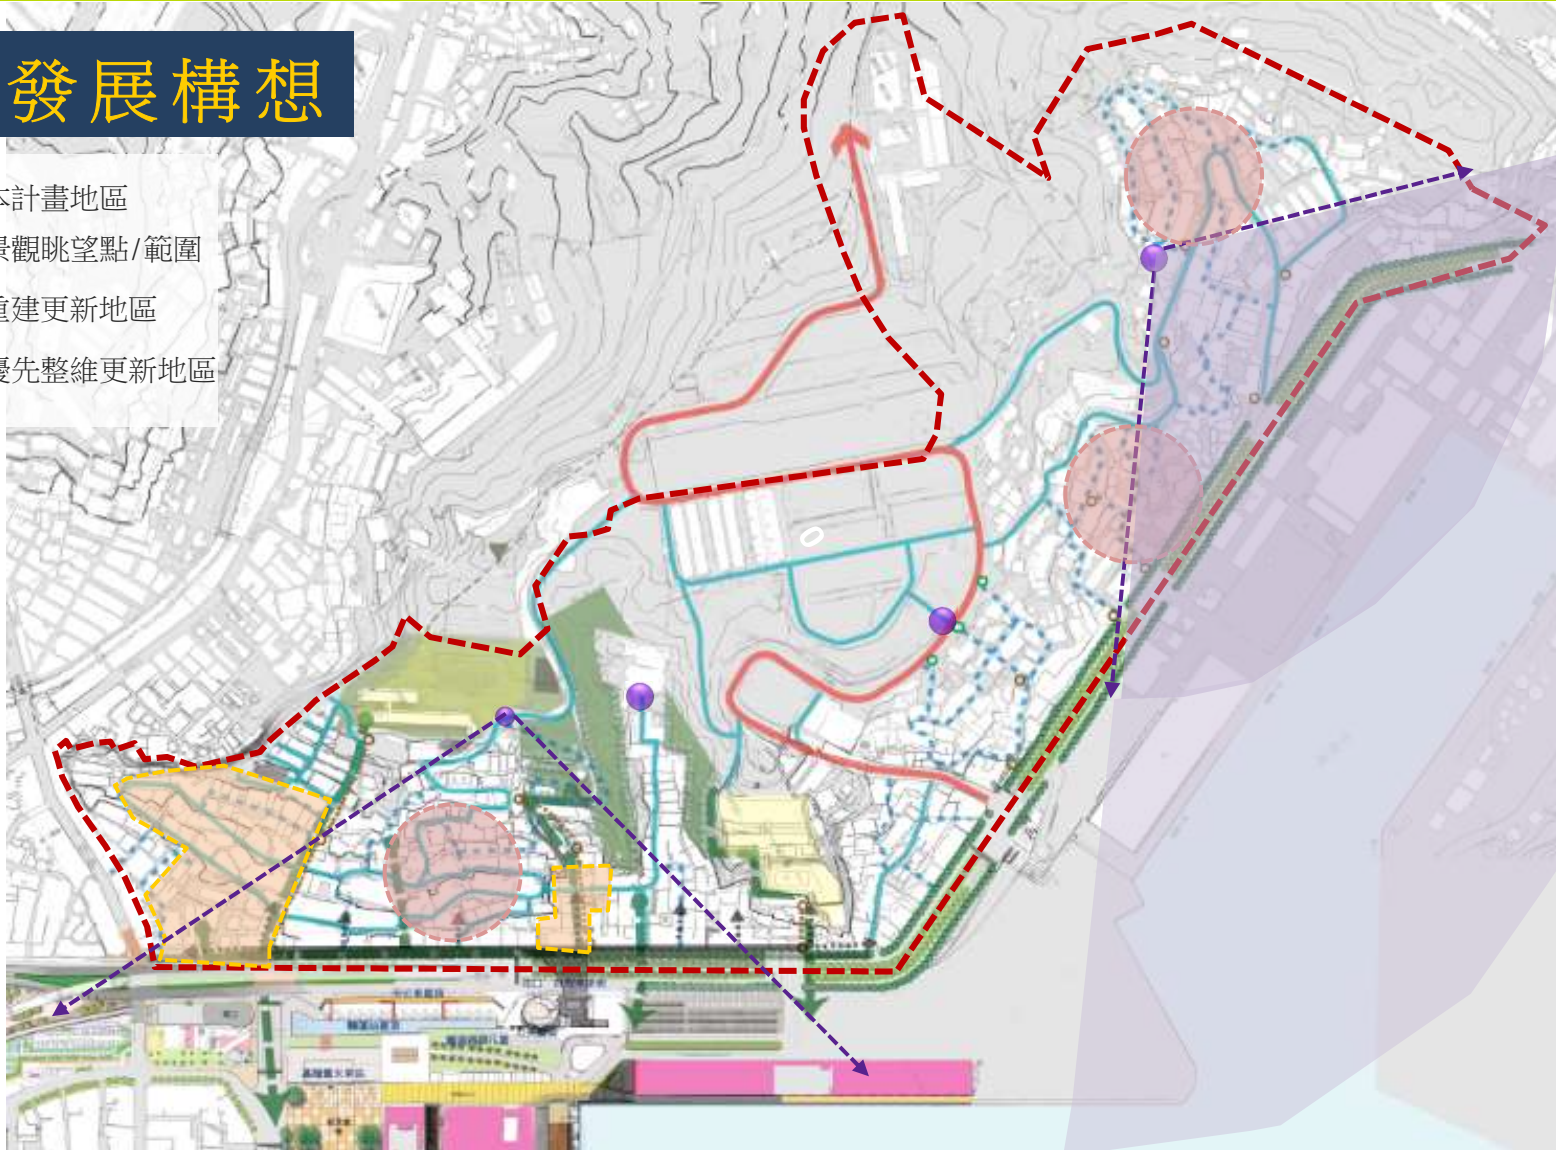 發展構想
本計畫地區
景觀眺望點/範圍
重建更新地區
優先整維更新地區